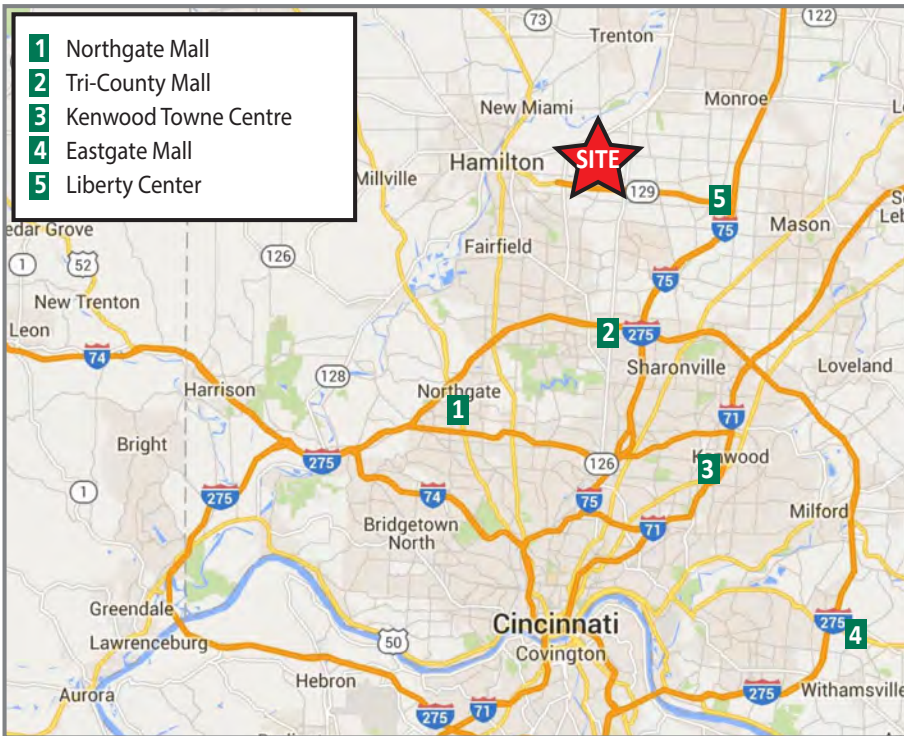 1 Northgate Mall
2 Tri-County Mall
3 Kenwood Towne Centre
4 Eastgate Mall
5 Liberty Center
73
122
Trenton
Monroe
New Miami
SITE
Hamilton
Millville
129
5
75
Mason
Fairfield
126
1
52
75
New Trenton
Leon
2
275
Sharonville
Loveland
74
128
Harrison
Northgate
1
71
Bright
275
126
3
Kenwood
1
275
74
75
71
Milford
Bridgetown
North
Greendale
Cincinnati
275
4
Lawrenceburg
50
Covington
Hebron
Aurora
275
Withamsville
275
71